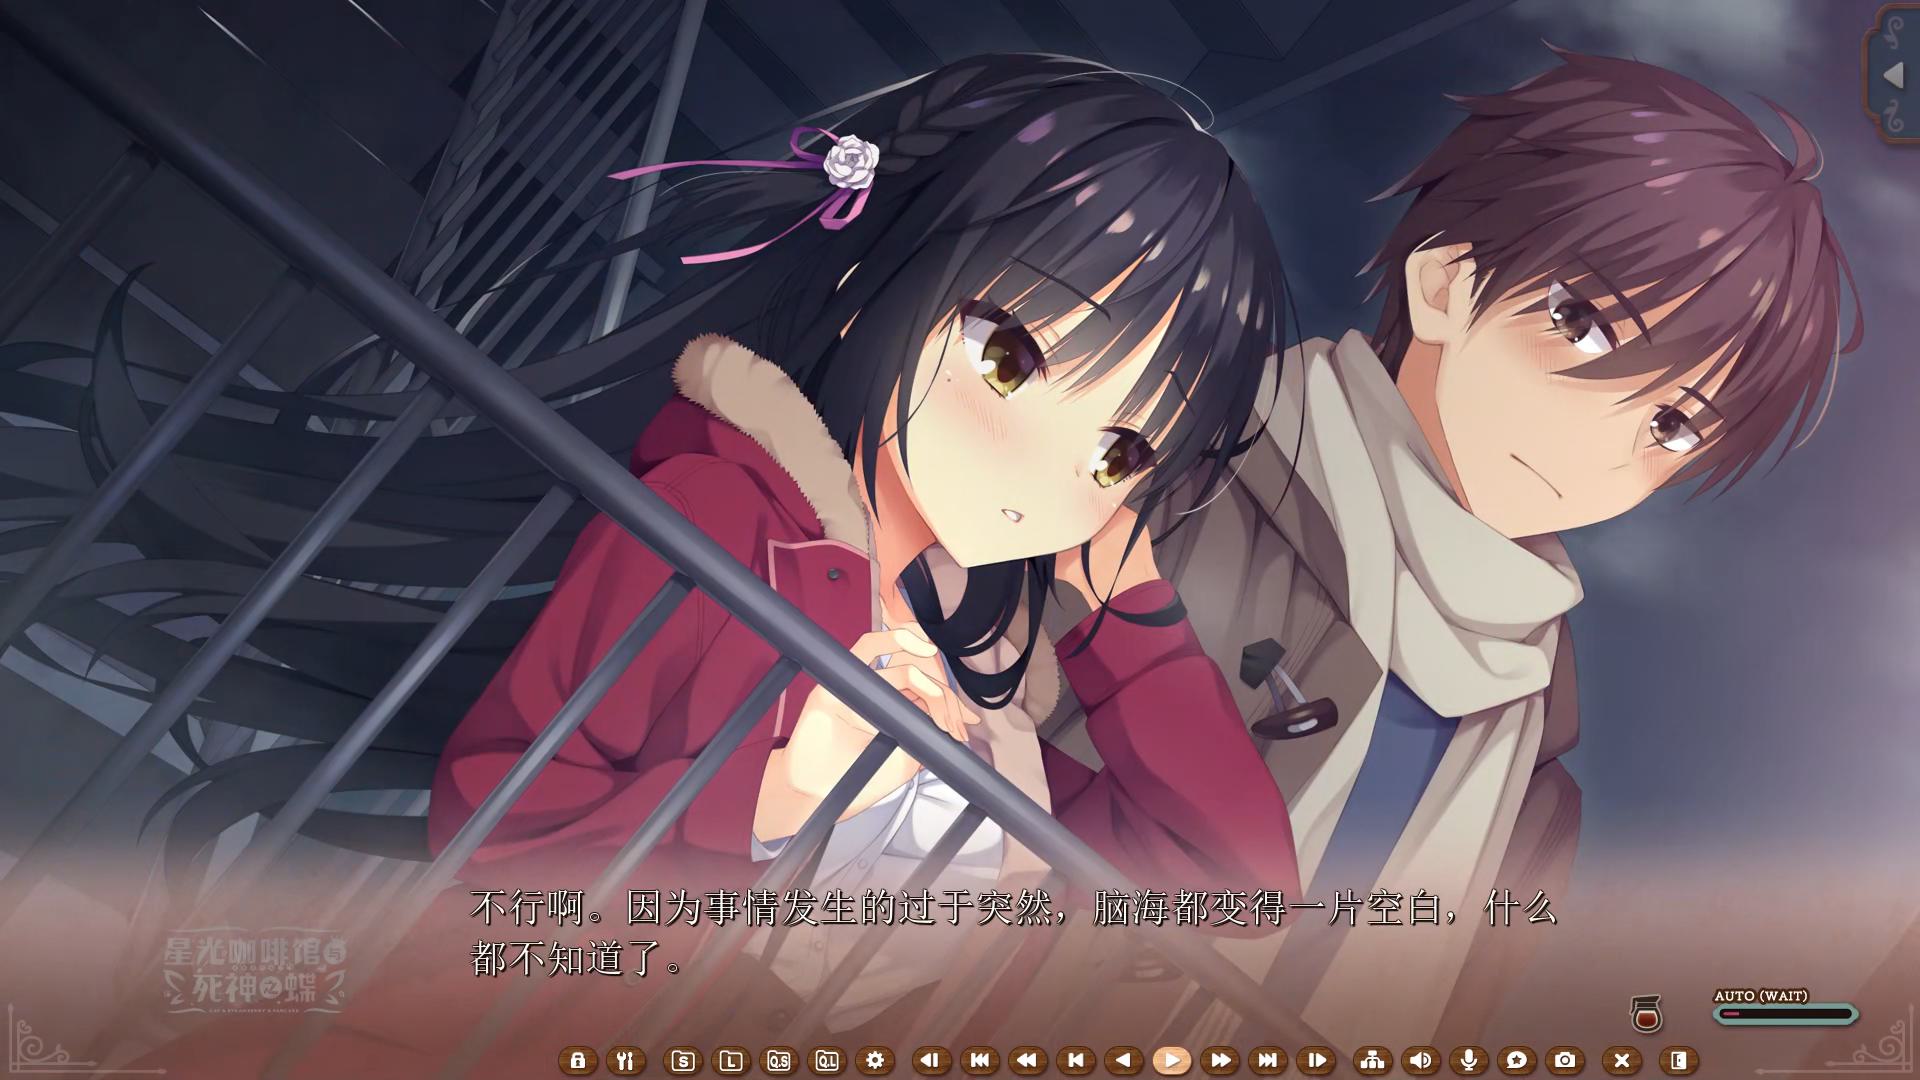 不行啊。因为事情发生的过于突然，脑海都变得一片空白，什么
都不知道了。
星光咖啡馆与
死神之蝶
AUTO (WAIT)
S
L
Q.S
Q.L